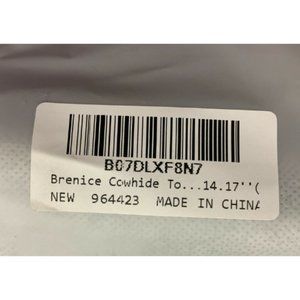 B07DLXF8N7
Brenice Cowhide To...14.17''(
NEW 964423 MADE IN CHINA